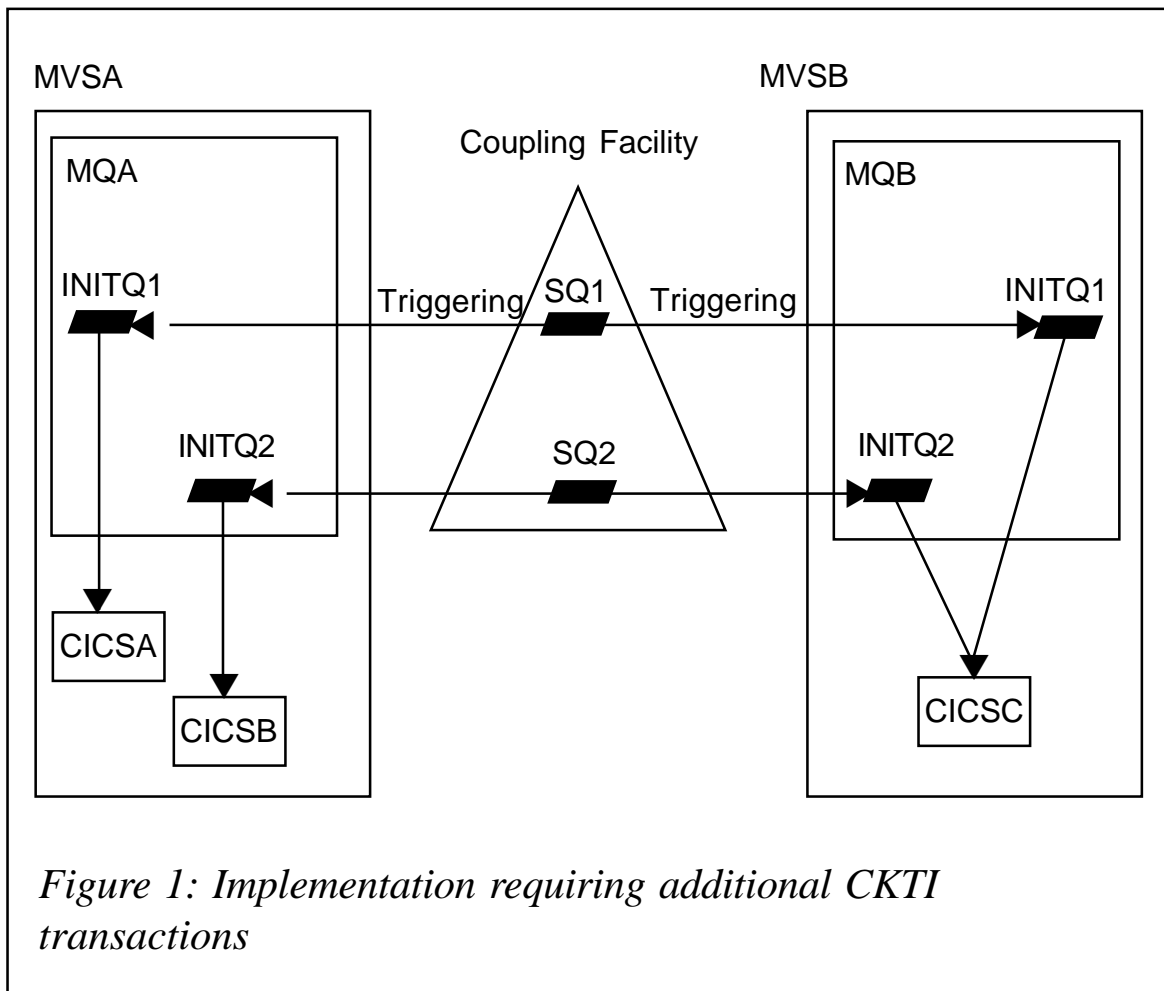 MVSA
MVSB
Coupling Facility
MQA
MQB
INITQ1
Triggering
SQ1
Triggering
INITQ1
INITQ2
SQ2
INITQ2
CICSA
CICSB
CICSC
Figure 1: Implementation requiring additional CKTI
transactions